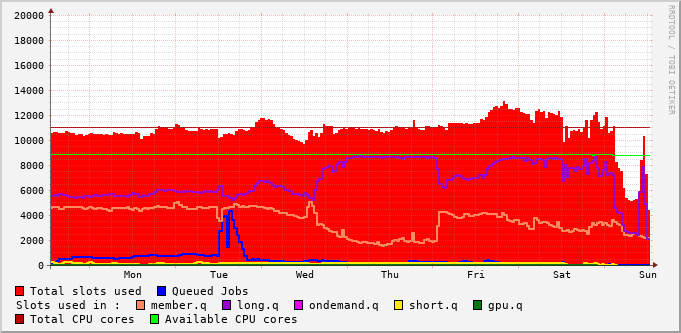 20000
18000
16000
14000
12000
10000
8000
6000
4000
2000
0
Mon Tue Wed Thu Fri Sat Sun
RRDTOOL / TOBI OETIKER
Total slots used Queued Jobs
Slots used in : member.q long.q ondemand.q short.q gpu.q
Total CPU cores Available CPU cores